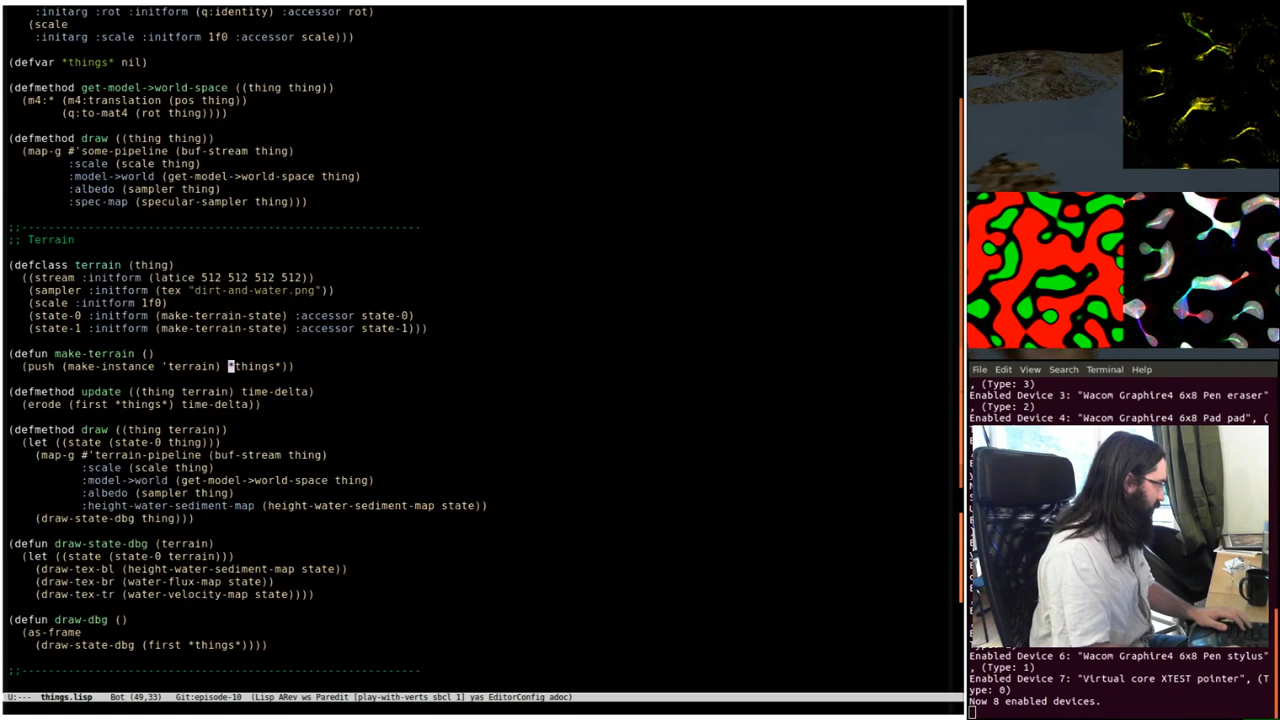 :initarg :rot :initform (q:identity) :accessor rot)
(scale
:initarg :scale :initform 1f0 :accessor scale)))
(defvar *things* nil)
(defmethod get-model->world-space ((thing thing))
(m4:* (m4:translation (pos thing))
(q:to-mat4 (rot thing))))
(defmethod draw ((thing thing))
(map-g #'some-pipeline (buf-stream thing)
:scale (scale thing)
:model->world (get-model->world-space thing)
:albedo (sampler thing)
:spec-map (specular-sampler thing)))
;;------------------------------------------------------------
;; Terrain
(defclass terrain (thing)
((stream :initform (latice 512 512 512 512))
(sampler :initform (tex "dirt-and-water.png"))
(scale :initform 1f0)
(state-0 :initform (make-terrain-state) :accessor state-0)
(state-1 :initform (make-terrain-state) :accessor state-1)))
(defun make-terrain ()
(push (make-instance 'terrain) *things*))
(defmethod update ((thing terrain) time-delta)
(erode (first *things*) time-delta))
(defmethod draw ((thing terrain))
(let ((state (state-0 thing)))
(map-g #'terrain-pipeline (buf-stream thing)
:scale (scale thing)
:model->world (get-model->world-space thing)
:albedo (sampler thing)
:height-water-sediment-map (height-water-sediment-map state))
(draw-state-dbg thing)))
(defun draw-state-dbg (terrain)
(let ((state (state-0 terrain)))
(draw-tex-bl (height-water-sediment-map state))
(draw-tex-br (water-flux-map state))
(draw-tex-tr (water-velocity-map state))))
(defun draw-dbg ()
(as-frame
(draw-state-dbg (first *things*))))
;;------------------------------------------------------------
U:--- things.lisp Bot (49,33) Git:episode-10 (Lisp ARev ws Paredit [play-with-verts sbcl 1] yas EditorConfig adoc)
File Edit View Search Terminal Help
, (Type: 3)
Enabled Device 3: "Wacom Graphire4 6x8 Pen eraser"
, (Type: 2)
Enabled Device 4: "Wacom Graphire4 6x8 Pad pad", (
Enabled Device 6: "Wacom Graphire4 6x8 Pen stylus"
, (Type: 1)
Enabled Device 7: "Virtual core XTEST pointer", (T
ype: 0)
Now 8 enabled devices.